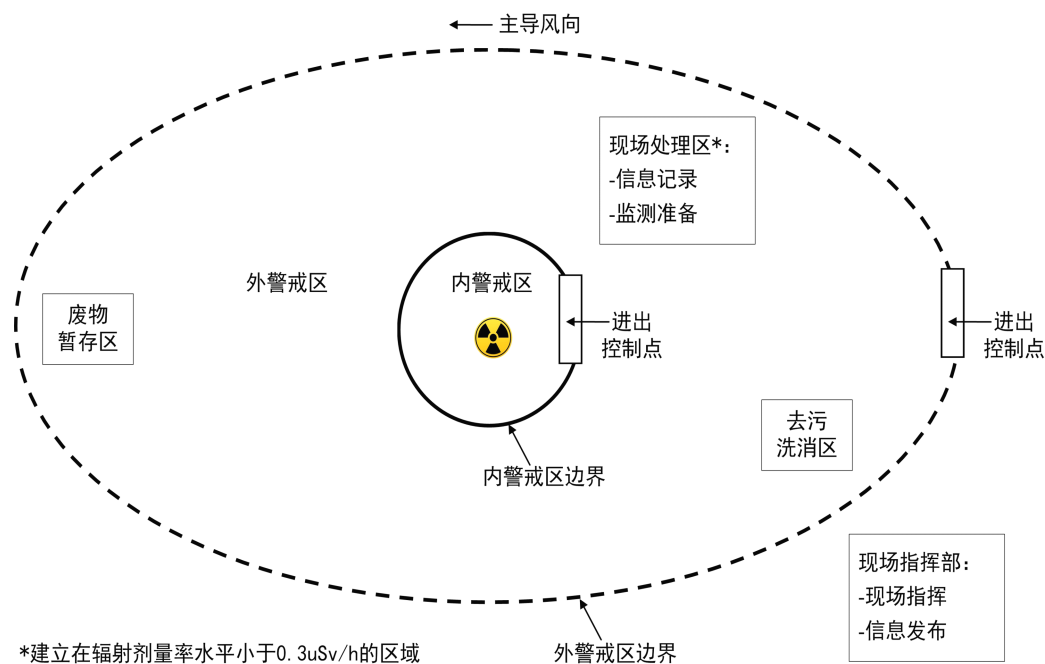 主导风向
现场处理区*：
-信息记录
-监测准备
外警戒区
内警戒区
废物
暂存区
进出
控制点
进出
控制点
去污
洗消区
内警戒区边界
现场指挥部：
-现场指挥
-信息发布
*建立在辐射剂量率水平小于0.3uSv/h的区域
外警戒区边界